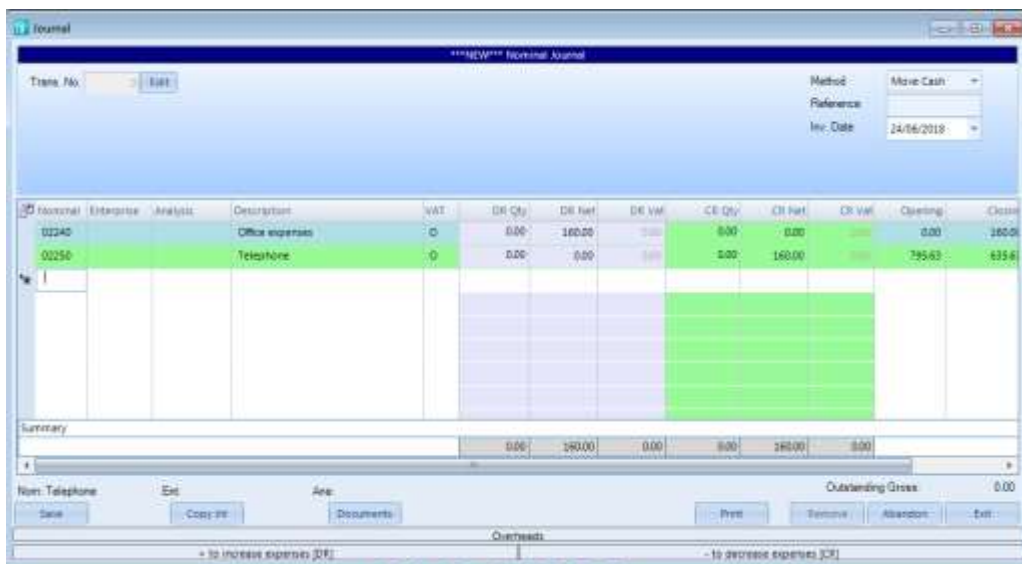 Journal
***NEW*** Nominal Journal
Trans. No. Edit Method Move Cash
Reference
Inv. Date 24/06/2018
Nominal Enterprise Analysis Description VAT DR Qty DR Net DR Vat CR Qty CR Net CR Vat Opening Closin
02240 Office expenses O 0.00 160.00 0.00 0.00 0.00 160.0
02250 Telephone O 0.00 0.00 0.00 160.00 795.63 635.6
Summary
0.00 160.00 0.00 0.00 160.00 0.00
Nom: Telephone Ent: Ana: Outstanding Gross 0.00
Save Copy Inv Documents Print Remove Abandon Exit
Overheads
+ to increase expenses [DR] - to decrease expenses [CR]